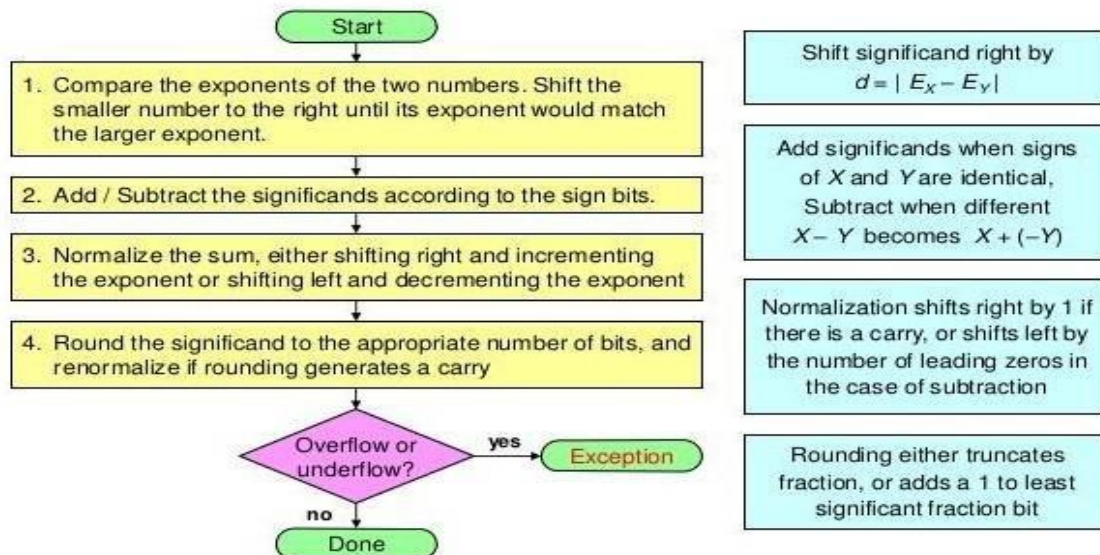 Start
1. Compare the exponents of the two numbers. Shift the
smaller number to the right until its exponent would match
the larger exponent.
2. Add / Subtract the significands according to the sign bits.
3. Normalize the sum, either shifting right and incrementing
the exponent or shifting left and decrementing the exponent
4. Round the significand to the appropriate number of bits, and
renormalize if rounding generates a carry
Overflow or
underflow?
yes
Exception
no
Done
Shift significand right by
d = | E_X − E_Y |
Add significands when signs
of X and Y are identical,
Subtract when different
X − Y becomes X + (−Y)
Normalization shifts right by 1 if
there is a carry, or shifts left by
the number of leading zeros in
the case of subtraction
Rounding either truncates
fraction, or adds a 1 to least
significant fraction bit